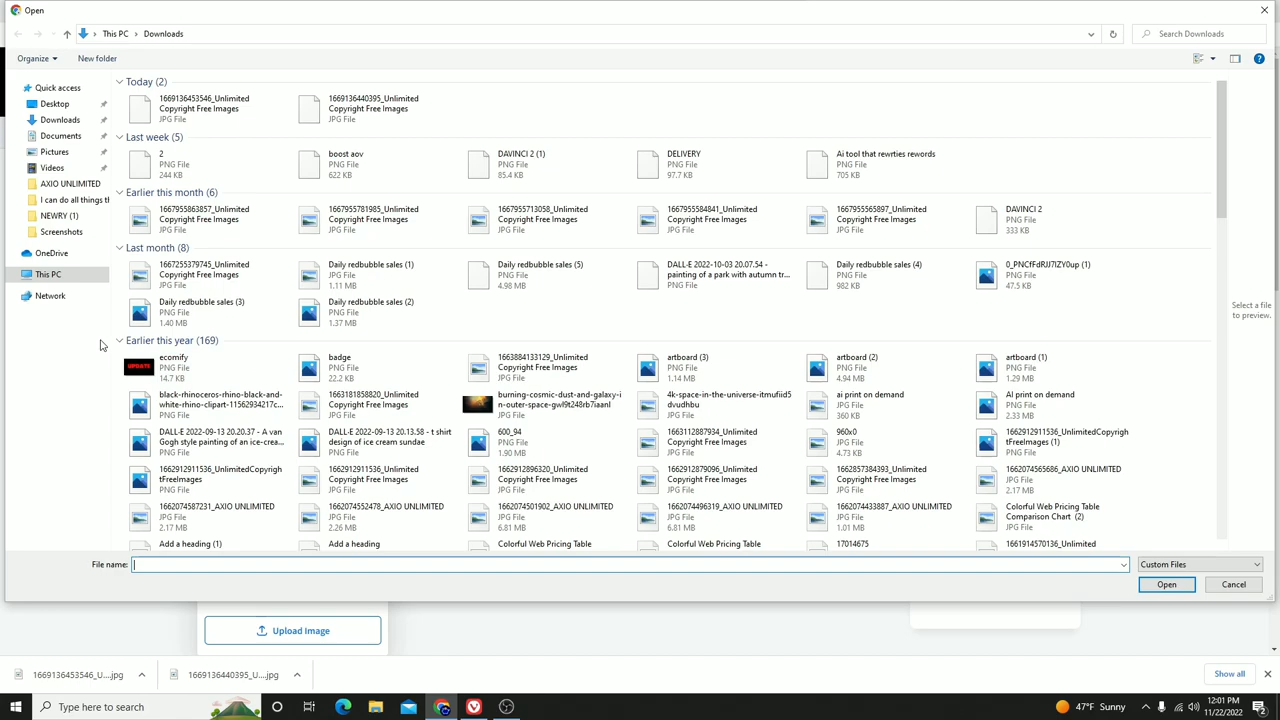 Open
This PC
Downloads
Search Downloads
Organize
New folder
Quick access
Desktop
Downloads
Documents
Pictures
Videos
AXIO UNLIMITED
I can do all things th
NEWRY (1)
Screenshots
OneDrive
This PC
Network
Today (2)
1669136453546_Unlimited
Copyright Free Images
JPG File
1669136440395_Unlimited
Copyright Free Images
JPG File
Last week (5)
2
PNG File
244 KB
boost aov
PNG File
622 KB
DAVINCI 2 (1)
PNG File
85.4 KB
DELIVERY
PNG File
97.7 KB
Ai tool that rewrties rewords
PNG File
705 KB
Earlier this month (6)
1667955863857_Unlimited
Copyright Free Images
JPG File
1667955781985_Unlimited
Copyright Free Images
JPG File
1667955713058_Unlimited
Copyright Free Images
JPG File
1667955584841_Unlimited
Copyright Free Images
JPG File
1667955565897_Unlimited
Copyright Free Images
JPG File
DAVINCI 2
PNG File
333 KB
Last month (8)
1667255379745_Unlimited
Copyright Free Images
JPG File
Daily redbubble sales (1)
JPG File
1.11 MB
Daily redbubble sales (5)
PNG File
4.98 MB
DALL·E 2022-10-03 20.07.54 -
painting of a park with autumn tr...
PNG File
Daily redbubble sales (4)
PNG File
982 KB
0_PNCfFdRJJ7IZY0up (1)
PNG File
47.5 KB
Daily redbubble sales (3)
PNG File
1.40 MB
Daily redbubble sales (2)
PNG File
1.37 MB
Earlier this year (169)
ecomify
PNG File
14.7 KB
badge
PNG File
22.2 KB
1663884133129_Unlimited
Copyright Free Images
JPG File
artboard (3)
PNG File
1.14 MB
artboard (2)
PNG File
4.94 MB
artboard (1)
PNG File
1.29 MB
black-rhinoceros-rhino-black-and-
white-rhino-clipart-11562934217c...
PNG File
1663181858820_Unlimited
Copyright Free Images
JPG File
burning-cosmic-dust-and-galaxy-i
n-outer-space-gwl9t248rb7iaanl
JPG File
4k-space-in-the-universe-itmufiid5
dvudhbu
JPG File
ai print on demand
JPG File
360 KB
AI print on demand
PNG File
2.33 MB
DALL·E 2022-09-13 20.20.37 - A van
Gogh style painting of an ice-crea...
PNG File
DALL·E 2022-09-13 20.13.58 - t shirt
design of ice cream sundae
PNG File
600_94
PNG File
1.90 MB
1663112887934_Unlimited
Copyright Free Images
JPG File
960x0
PNG File
4.73 KB
1662912911536_UnlimitedCopyrigh
tFreeImages (1)
PNG File
1662912911536_UnlimitedCopyrigh
tFreeImages
PNG File
1662912911536_Unlimited
Copyright Free Images
JPG File
1662912896320_Unlimited
Copyright Free Images
JPG File
1662912879096_Unlimited
Copyright Free Images
JPG File
1662857384393_Unlimited
Copyright Free Images
JPG File
1662074565686_AXIO UNLIMITED
JPG File
2.17 MB
1662074587231_AXIO UNLIMITED
JPG File
2.17 MB
1662074552478_AXIO UNLIMITED
JPG File
2.26 MB
1662074501902_AXIO UNLIMITED
JPG File
6.81 MB
1662074496319_AXIO UNLIMITED
JPG File
6.81 MB
1662074433887_AXIO UNLIMITED
JPG File
1.01 MB
Colorful Web Pricing Table
Comparison Chart (2)
JPG File
Add a heading (1)
Add a heading
Colorful Web Pricing Table
Colorful Web Pricing Table
17014675
1661914570136_Unlimited
Select a file
to preview.
File name:
Custom Files
Open
Cancel
Upload Image
1669136453546_U....jpg
1669136440395_U....jpg
Show all
Type here to search
47°F Sunny
12:01 PM
11/22/2022
2